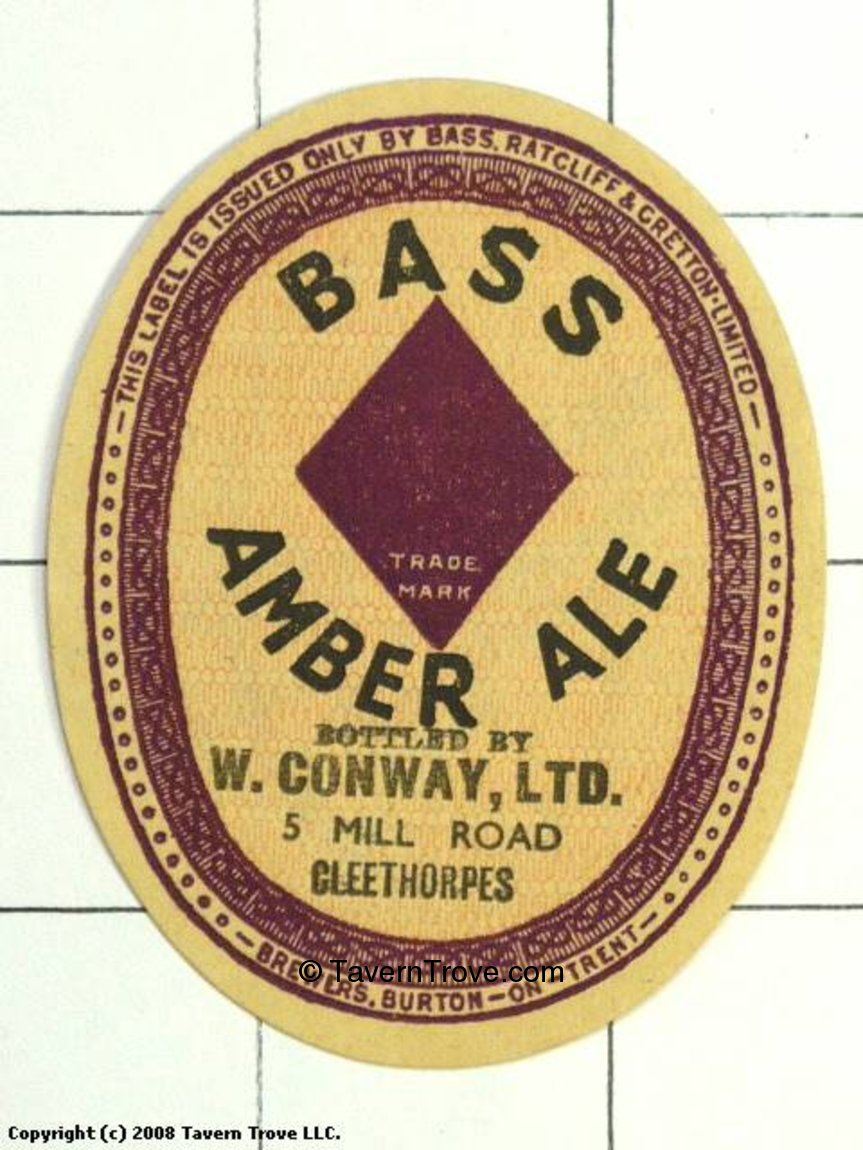 THIS LABEL IS ISSUED ONLY BY BASS, RATCLIFF & GRETTON·LIMITED
BASS
TRADE
MARK
AMBER ALE
BOTTLED BY
W. CONWAY, LTD.
5 MILL ROAD
CLEETHORPES
BREWERS, BURTON-ON TRENT
© TavernTrove.com
Copyright (c) 2008 Tavern Trove LLC.